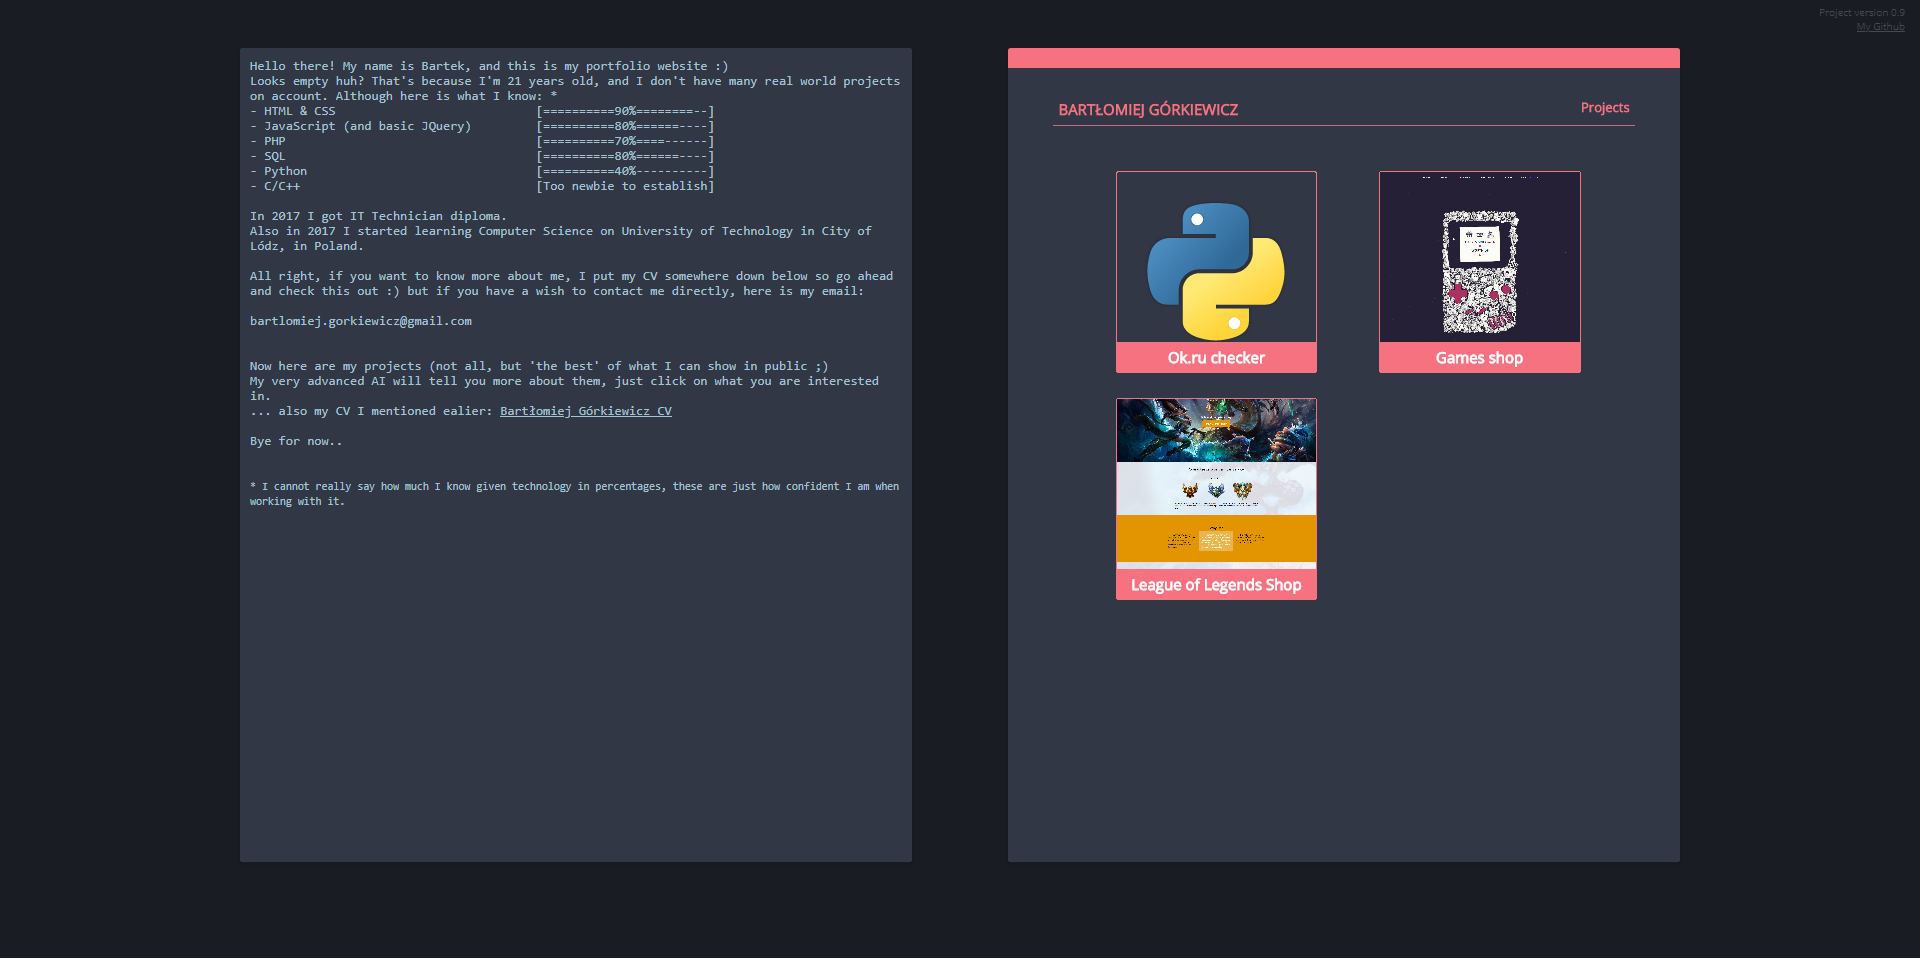 Project version 0.9
My Github
Hello there! My name is Bartek, and this is my portfolio website :)
Looks empty huh? That's because I'm 21 years old, and I don't have many real world projects
on account. Although here is what I know: *
- HTML & CSS [==========90%========--]
- JavaScript (and basic JQuery) [==========80%======----]
- PHP [==========70%====------]
- SQL [==========80%======----]
- Python [==========40%----------]
- C/C++ [Too newbie to establish]
In 2017 I got IT Technician diploma.
Also in 2017 I started learning Computer Science on University of Technology in City of
Lódz, in Poland.
All right, if you want to know more about me, I put my CV somewhere down below so go ahead
and check this out :) but if you have a wish to contact me directly, here is my email:
bartlomiej.gorkiewicz@gmail.com
Now here are my projects (not all, but 'the best' of what I can show in public ;)
My very advanced AI will tell you more about them, just click on what you are interested
in.
... also my CV I mentioned ealier: Bartłomiej Górkiewicz CV
Bye for now..
* I cannot really say how much I know given technology in percentages, these are just how confident I am when
working with it.
BARTŁOMIEJ GÓRKIEWICZ
Projects
Ok.ru checker
Games shop
League of Legends Shop